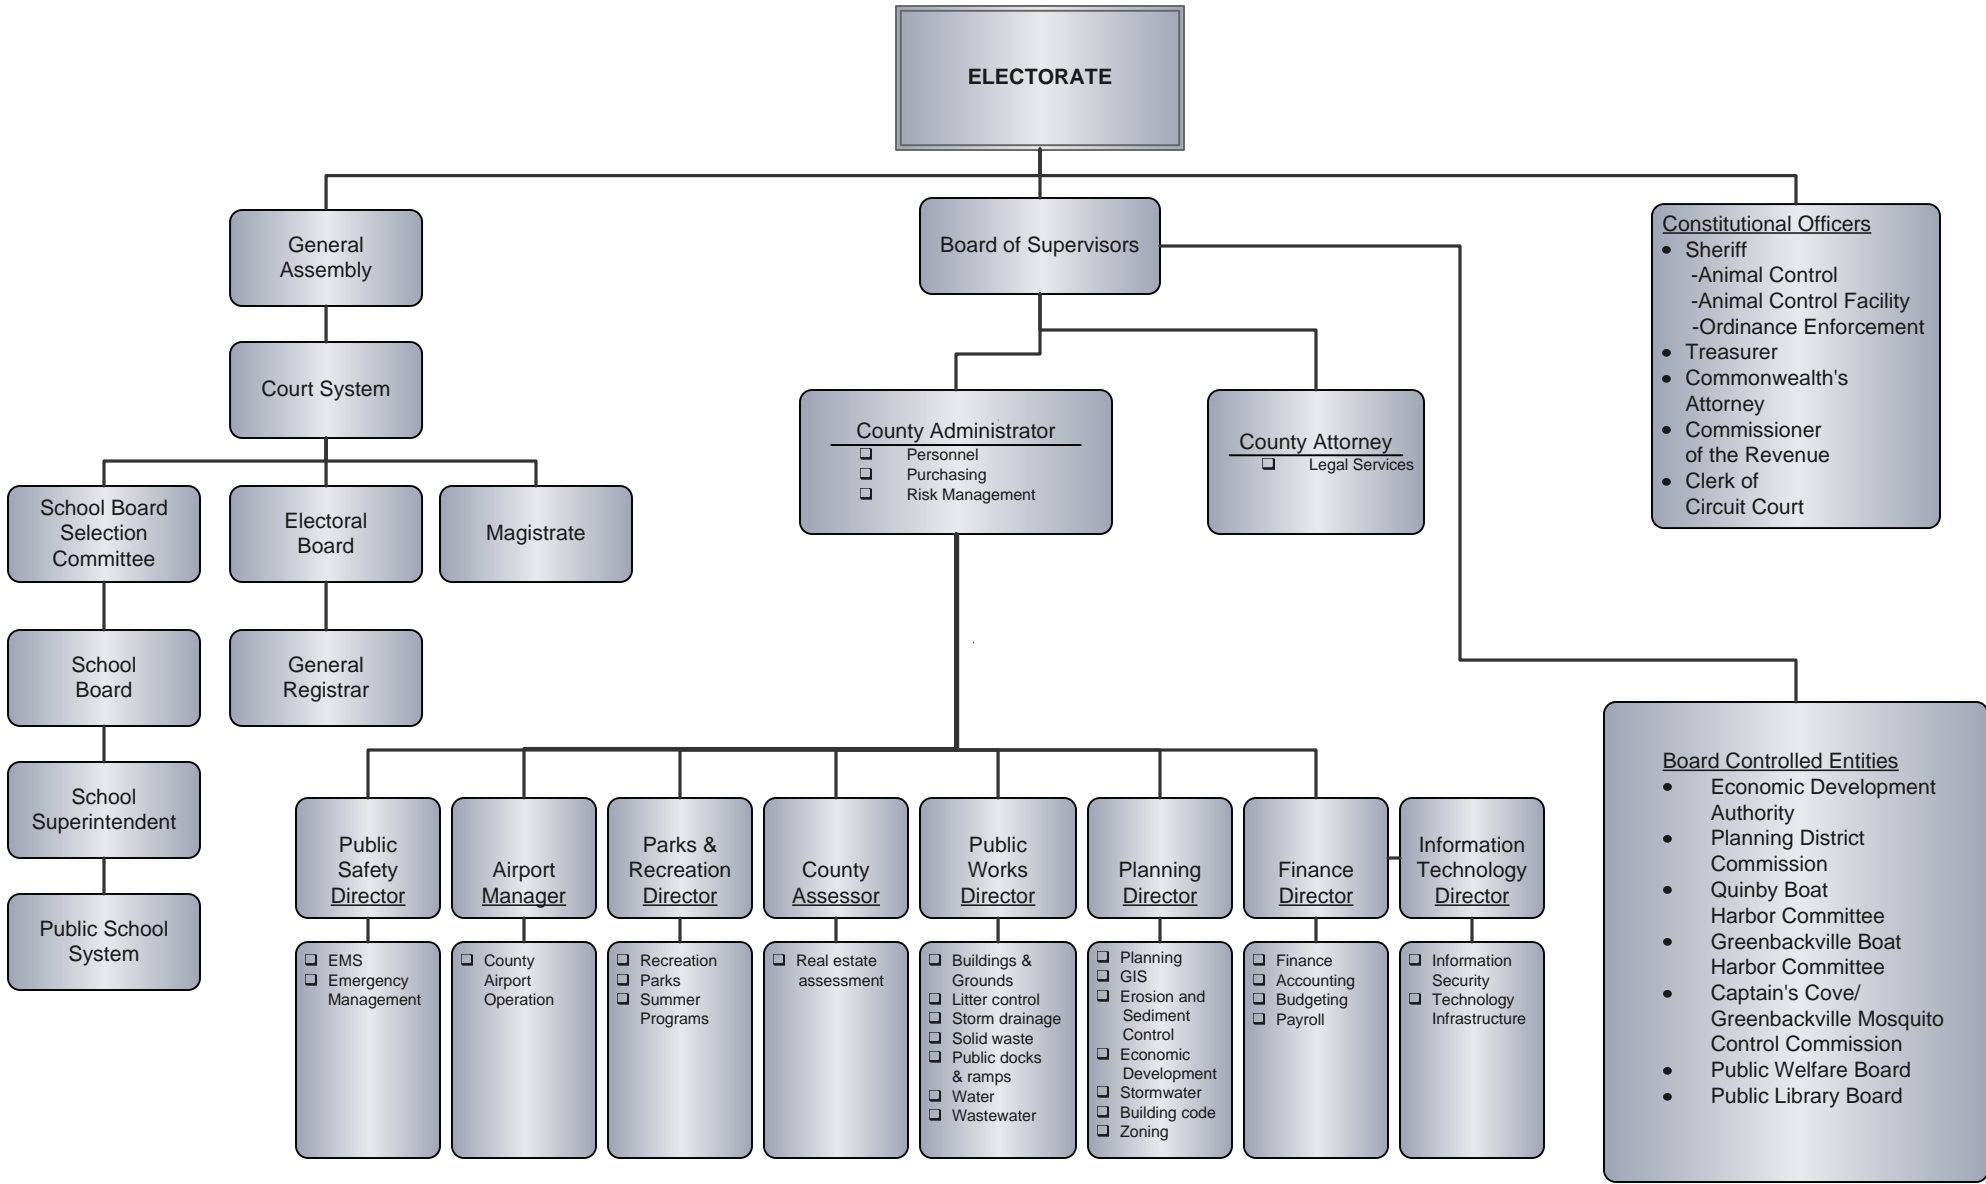 ELECTORATE
General
Assembly
Board of Supervisors
Constitutional Officers
• Sheriff
-Animal Control
-Animal Control Facility
-Ordinance Enforcement
• Treasurer
• Commonwealth's
Attorney
• Commissioner
of the Revenue
• Clerk of
Circuit Court
Court System
County Administrator
❑ Personnel
❑ Purchasing
❑ Risk Management
County Attorney
❑ Legal Services
School Board
Selection
Committee
Electoral
Board
Magistrate
School
Board
General
Registrar
School
Superintendent
Public School
System
Public
Safety
Director
Airport
Manager
Parks &
Recreation
Director
County
Assessor
Public
Works
Director
Planning
Director
Finance
Director
Information
Technology
Director
❑ EMS
❑ Emergency
Management
❑ County
Airport
Operation
❑ Recreation
❑ Parks
❑ Summer
Programs
❑ Real estate
assessment
❑ Buildings &
Grounds
❑ Litter control
❑ Storm drainage
❑ Solid waste
❑ Public docks
& ramps
❑ Water
❑ Wastewater
❑ Planning
❑ GIS
❑ Erosion and
Sediment
Control
❑ Economic
Development
❑ Stormwater
❑ Building code
❑ Zoning
❑ Finance
❑ Accounting
❑ Budgeting
❑ Payroll
❑ Information
Security
❑ Technology
Infrastructure
Board Controlled Entities
• Economic Development
Authority
• Planning District
Commission
• Quinby Boat
Harbor Committee
• Greenbackville Boat
Harbor Committee
• Captain's Cove/
Greenbackville Mosquito
Control Commission
• Public Welfare Board
• Public Library Board